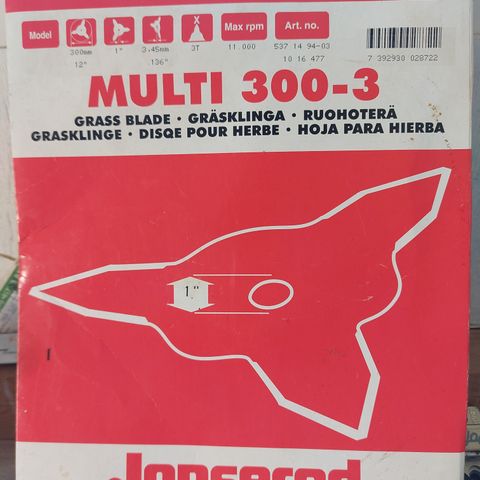 Model 300mm 1" 3.45mm 3T Max rpm 11.000 Art. no. 537 14 94-03
12" .136" 10 16 477 7 392930 028722
MULTI 300-3
GRASS BLADE · GRÄSKLINGA · RUOHOTERÄ
GRASKLINGE · DISQE POUR HERBE · HOJA PARA HIERBA
1"
Jonsered